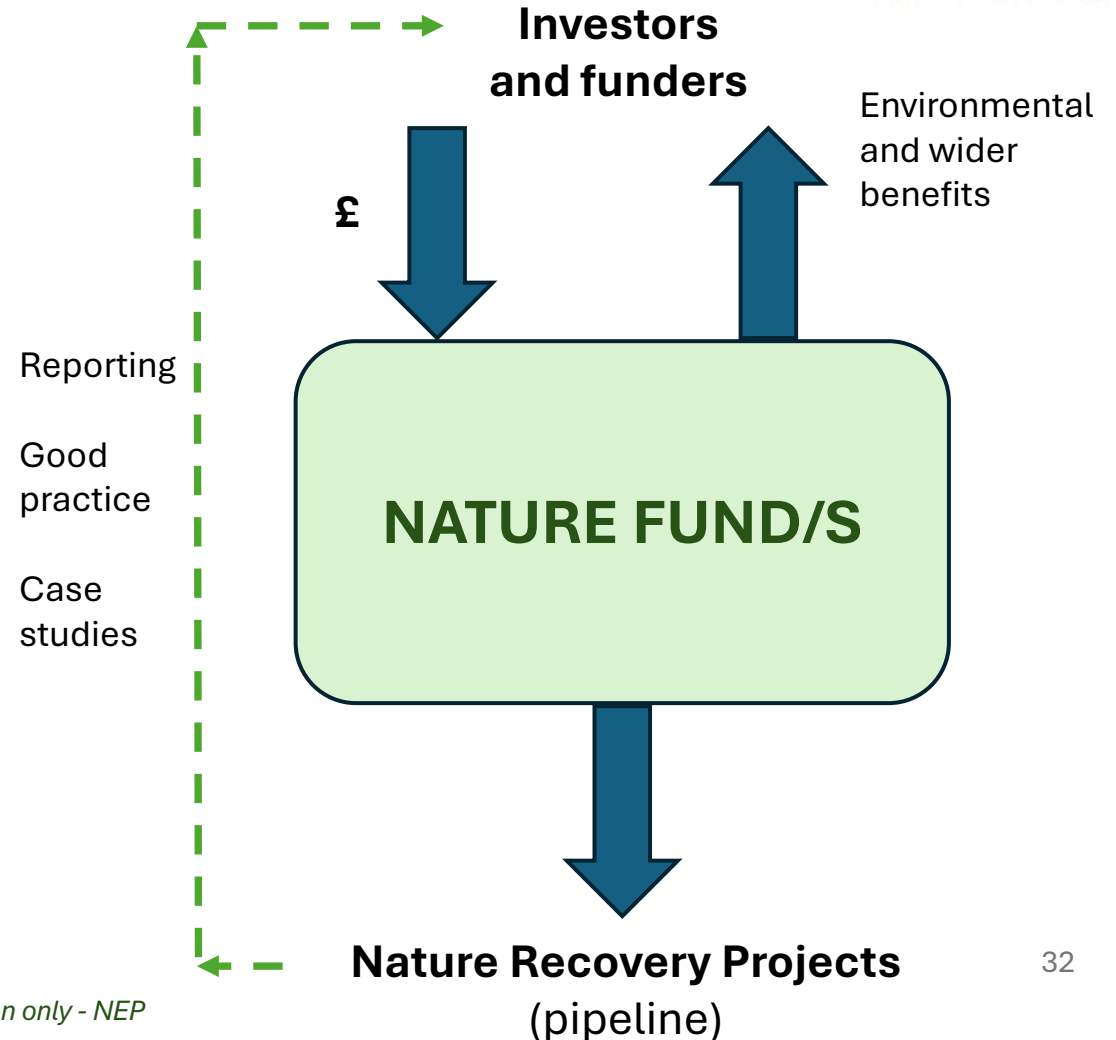 Investors
and funders
Environmental
and wider
benefits
£
Reporting
Good
practice
Case
studies
NATURE FUND/S
Nature Recovery Projects
(pipeline)
32
only - NEP